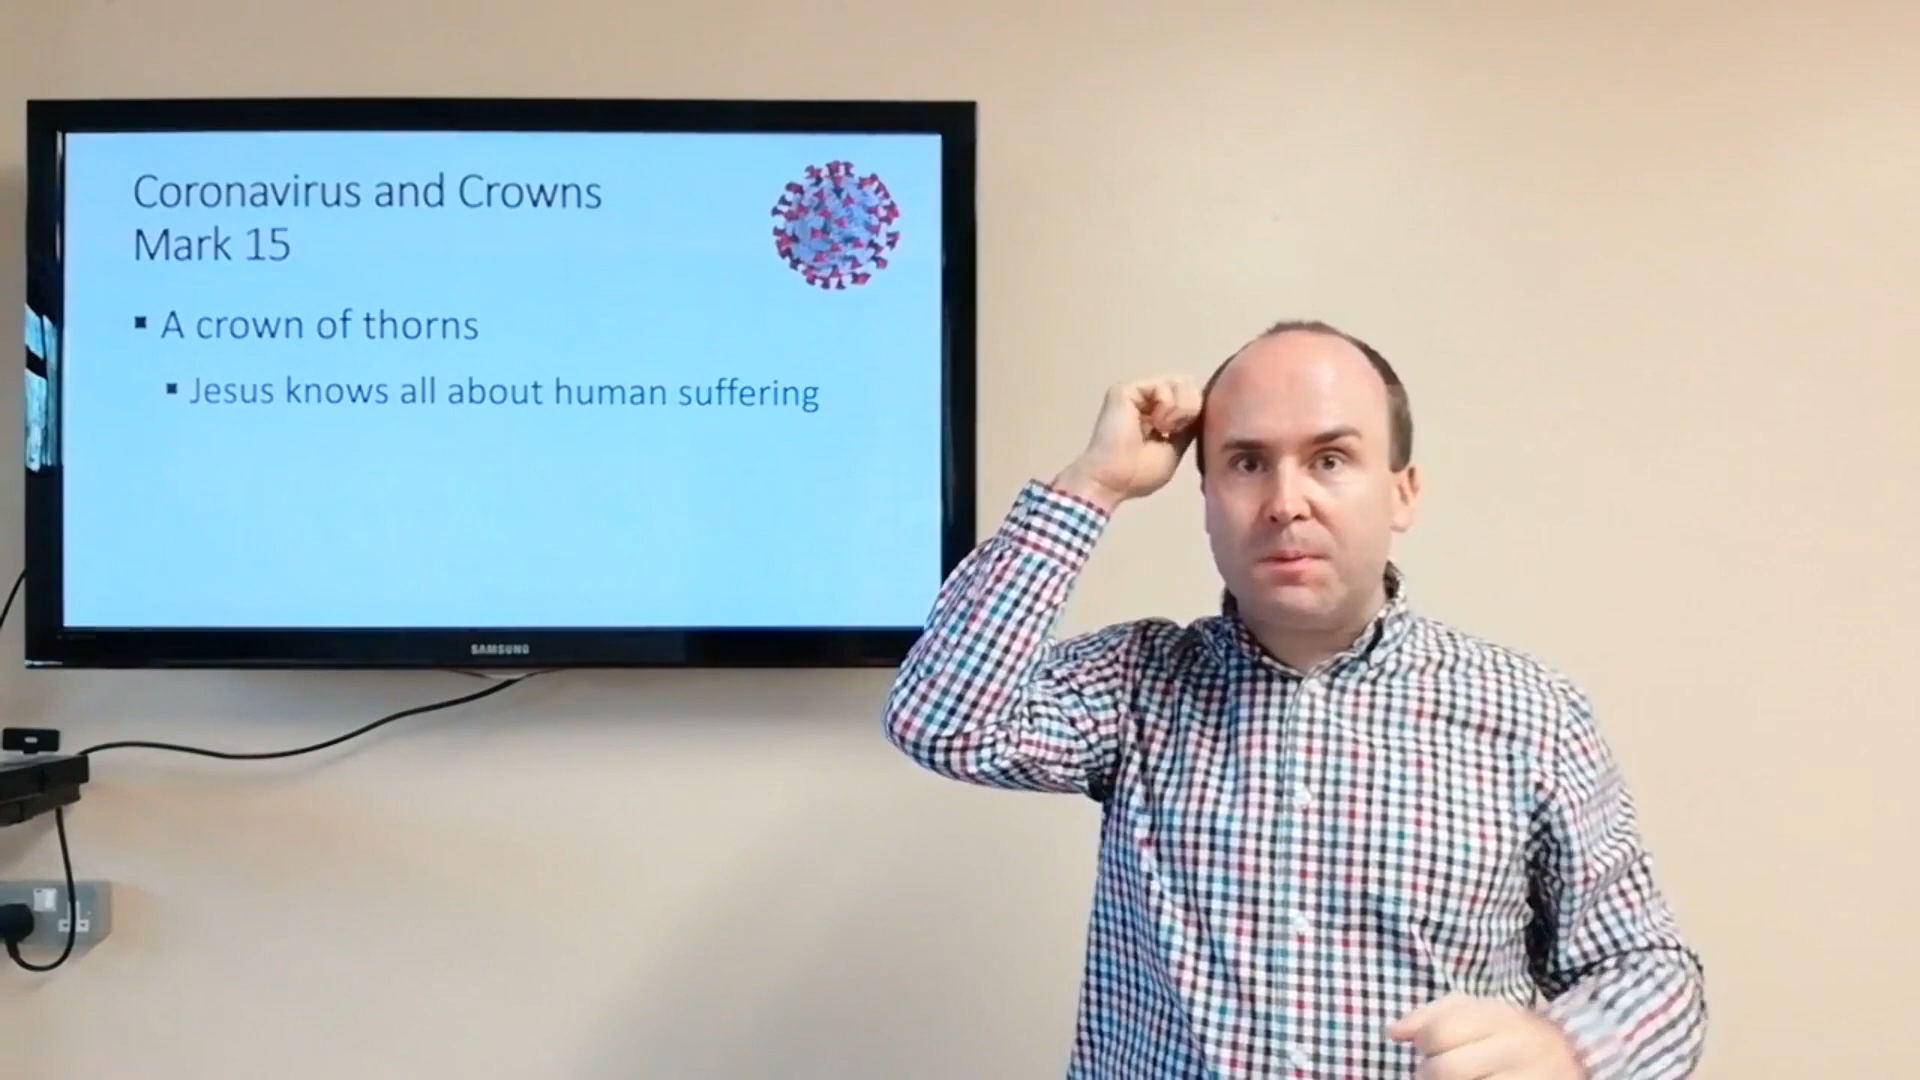 Coronavirus and Crowns
Mark 15
▪ A crown of thorns
▪ Jesus knows all about human suffering
SAMSUNG